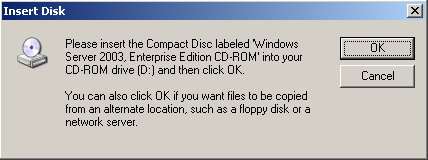 Insert Disk
Please insert the Compact Disc labeled 'Windows
Server 2003, Enterprise Edition CD-ROM' into your
CD-ROM drive (D:) and then click OK.
OK
Cancel
You can also click OK if you want files to be copied
from an alternate location, such as a floppy disk or a
network server.